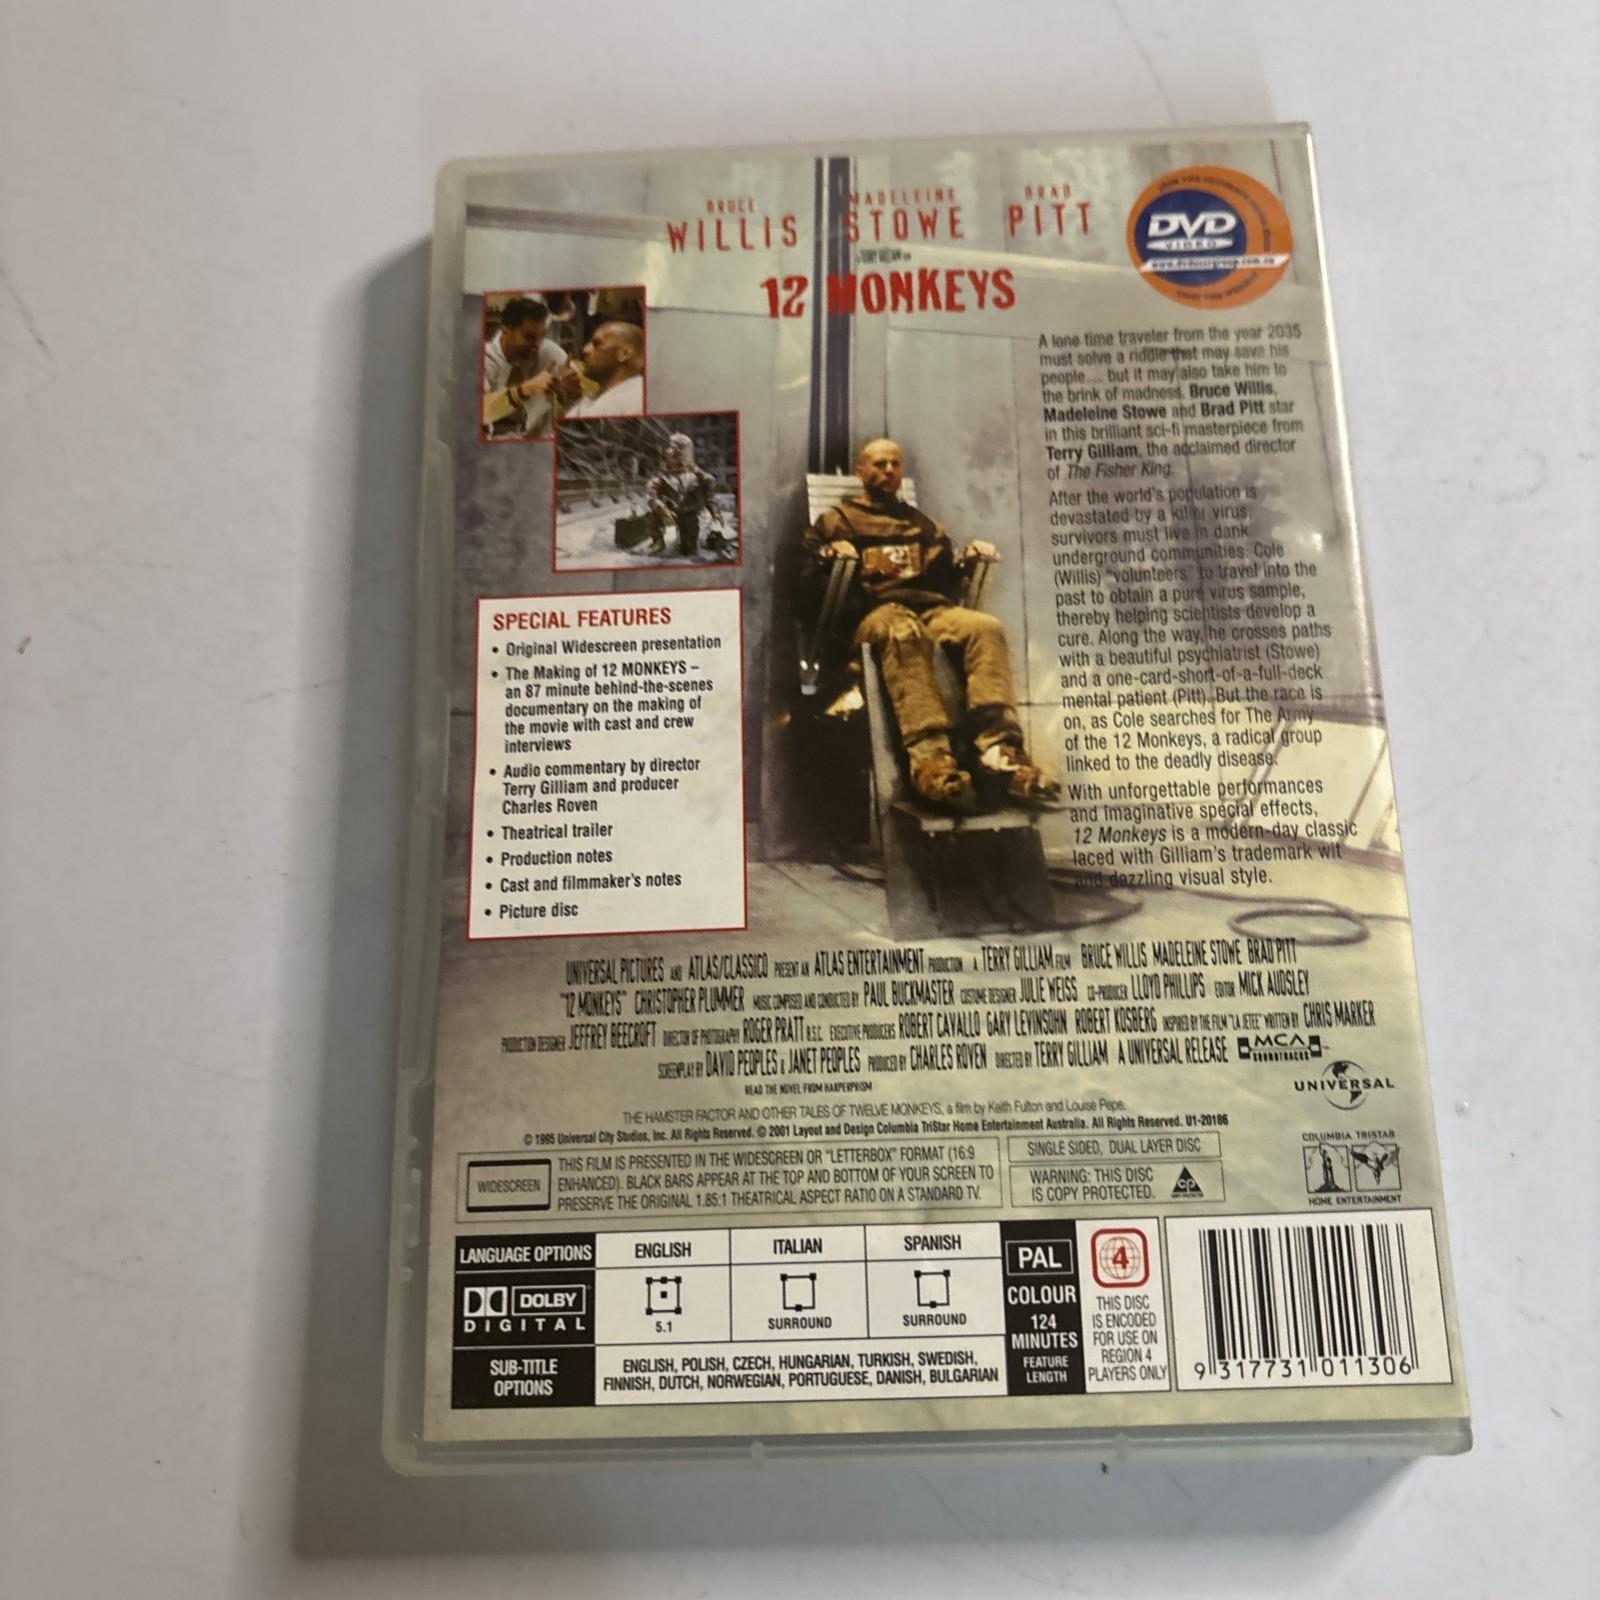 BRUCE MADELEINE BRAD
WILLIS STOWE PITT
12 MONKEYS
DVD
VIDEO
A lone time traveler from the year 2035
must solve a riddle that may save his
people... but it may also take him to
the brink of madness. Bruce Willis,
Madeleine Stowe and Brad Pitt star
in this brilliant sci-fi masterpiece from
Terry Gilliam, the acclaimed director
of The Fisher King.
After the world's population is
devastated by a killer virus,
survivors must live in dank
underground communities. Cole
(Willis) "volunteers" to travel into the
past to obtain a pure virus sample,
thereby helping scientists develop a
cure. Along the way, he crosses paths
with a beautiful psychiatrist (Stowe)
and a one-card-short-of-a-full-deck
mental patient (Pitt). But the race is
on, as Cole searches for The Army
of the 12 Monkeys, a radical group
linked to the deadly disease.
With unforgettable performances
and imaginative special effects,
12 Monkeys is a modern-day classic
laced with Gilliam's trademark wit
and dazzling visual style.
SPECIAL FEATURES
• Original Widescreen presentation
• The Making of 12 MONKEYS –
an 87 minute behind-the-scenes
documentary on the making of
the movie with cast and crew
interviews
• Audio commentary by director
Terry Gilliam and producer
Charles Roven
• Theatrical trailer
• Production notes
• Cast and filmmaker's notes
• Picture disc
UNIVERSAL PICTURES AND ATLAS/CLASSICO PRESENT AN ATLAS ENTERTAINMENT PRODUCTION A TERRY GILLIAM FILM BRUCE WILLIS MADELEINE STOWE BRAD PITT
"12 MONKEYS" CHRISTOPHER PLUMMER MUSIC COMPOSED AND CONDUCTED BY PAUL BUCKMASTER COSTUME DESIGNER JULIE WEISS CO-PRODUCER LLOYD PHILLIPS EDITOR MICK AUDSLEY
PRODUCTION DESIGNER JEFFREY BEECROFT DIRECTOR OF PHOTOGRAPHY ROGER PRATT B.S.C. EXECUTIVE PRODUCERS ROBERT CAVALLO GARY LEVINSOHN ROBERT KOSBERG INSPIRED BY THE FILM "LA JETEE" WRITTEN BY CHRIS MARKER
SCREENPLAY BY DAVID PEOPLES & JANET PEOPLES PRODUCED BY CHARLES ROVEN DIRECTED BY TERRY GILLIAM A UNIVERSAL RELEASE MCA SOUNDTRACKS
READ THE NOVEL FROM HARPERPRISM
UNIVERSAL
THE HAMSTER FACTOR AND OTHER TALES OF TWELVE MONKEYS, a film by Keith Fulton and Louise Pepe.
© 1995 Universal City Studios, Inc. All Rights Reserved. © 2001 Layout and Design Columbia TriStar Home Entertainment Australia. All Rights Reserved. U1-20186
WIDESCREEN
THIS FILM IS PRESENTED IN THE WIDESCREEN OR "LETTERBOX" FORMAT (16:9
ENHANCED). BLACK BARS APPEAR AT THE TOP AND BOTTOM OF YOUR SCREEN TO
PRESERVE THE ORIGINAL 1.85:1 THEATRICAL ASPECT RATIO ON A STANDARD TV.
SINGLE SIDED, DUAL LAYER DISC
WARNING: THIS DISC
IS COPY PROTECTED.
COLUMBIA TRISTAR
HOME ENTERTAINMENT
LANGUAGE OPTIONS
ENGLISH ITALIAN SPANISH
DOLBY
DIGITAL
5.1 SURROUND SURROUND
SUB-TITLE
OPTIONS
ENGLISH, POLISH, CZECH, HUNGARIAN, TURKISH, SWEDISH,
FINNISH, DUTCH, NORWEGIAN, PORTUGUESE, DANISH, BULGARIAN
PAL
COLOUR
124
MINUTES
FEATURE
LENGTH
4
THIS DISC
IS ENCODED
FOR USE ON
REGION 4
PLAYERS ONLY
9 317731 011306